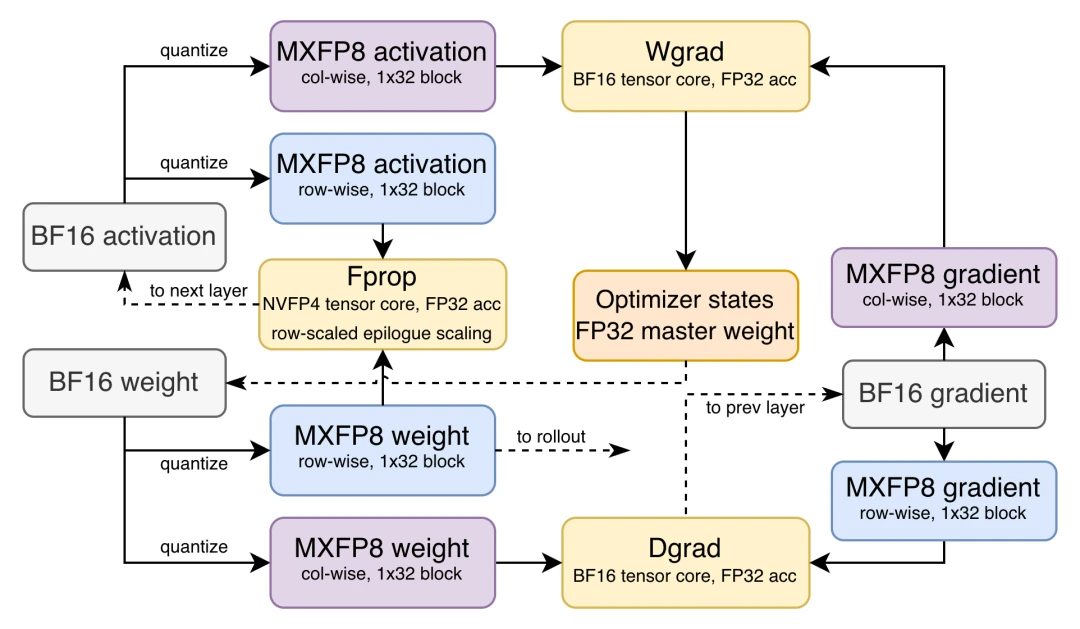 quantize
MXFP8 activation
col-wise, 1x32 block
Wgrad
BF16 tensor core, FP32 acc
quantize
MXFP8 activation
row-wise, 1x32 block
BF16 activation
to next layer
Fprop
NVFP4 tensor core, FP32 acc
row-scaled epilogue scaling
Optimizer states
FP32 master weight
MXFP8 gradient
col-wise, 1x32 block
BF16 weight
BF16 gradient
to prev layer
quantize
MXFP8 weight
row-wise, 1x32 block
to rollout
MXFP8 gradient
row-wise, 1x32 block
quantize
MXFP8 weight
col-wise, 1x32 block
Dgrad
BF16 tensor core, FP32 acc